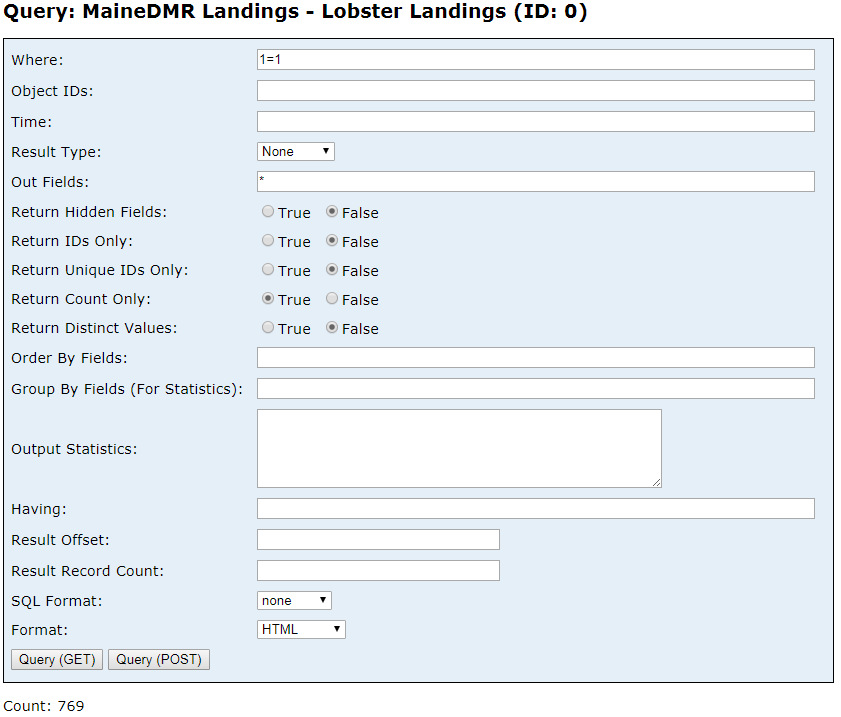 Query: MaineDMR Landings - Lobster Landings (ID: 0)
Where: 1=1
Object IDs:
Time:
Result Type: None
Out Fields: *
Return Hidden Fields: True False
Return IDs Only: True False
Return Unique IDs Only: True False
Return Count Only: True False
Return Distinct Values: True False
Order By Fields:
Group By Fields (For Statistics):
Output Statistics:
Having:
Result Offset:
Result Record Count:
SQL Format: none
Format: HTML
Query (GET) Query (POST)
Count: 769